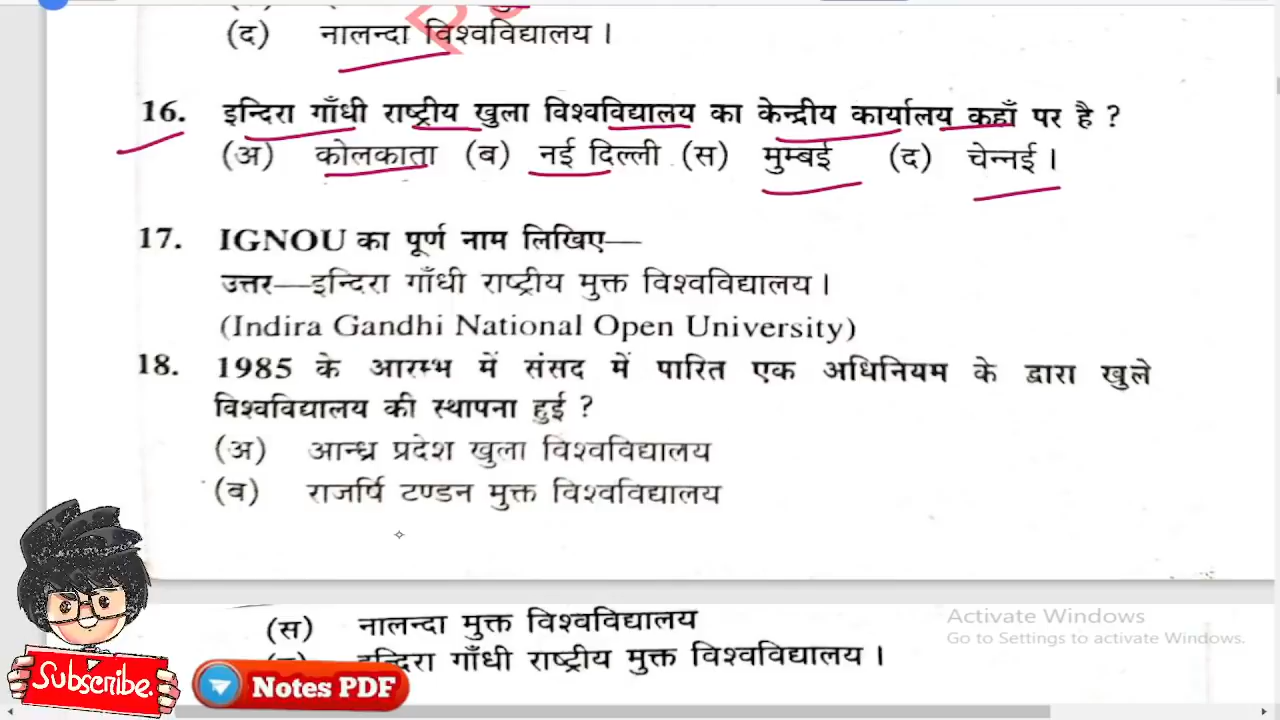 (द) नालन्दा विश्वविद्यालय।
16. इन्दिरा गाँधी राष्ट्रीय खुला विश्वविद्यालय का केन्द्रीय कार्यालय कहाँ पर है ?
(अ) कोलकाता (ब) नई दिल्ली (स) मुम्बई (द) चेन्नई।
17. IGNOU का पूर्ण नाम लिखिए—
उत्तर—इन्दिरा गाँधी राष्ट्रीय मुक्त विश्वविद्यालय।
(Indira Gandhi National Open University)
18. 1985 के आरम्भ में संसद में पारित एक अधिनियम के द्वारा खुले
विश्वविद्यालय की स्थापना हुई ?
(अ) आन्ध्र प्रदेश खुला विश्वविद्यालय
(ब) राजर्षि टण्डन मुक्त विश्वविद्यालय
(स) नालन्दा मुक्त विश्वविद्यालय
इन्दिरा गाँधी राष्ट्रीय मुक्त विश्वविद्यालय।
Activate Windows
Go to Settings to activate Windows.
Subscribe.
Notes PDF